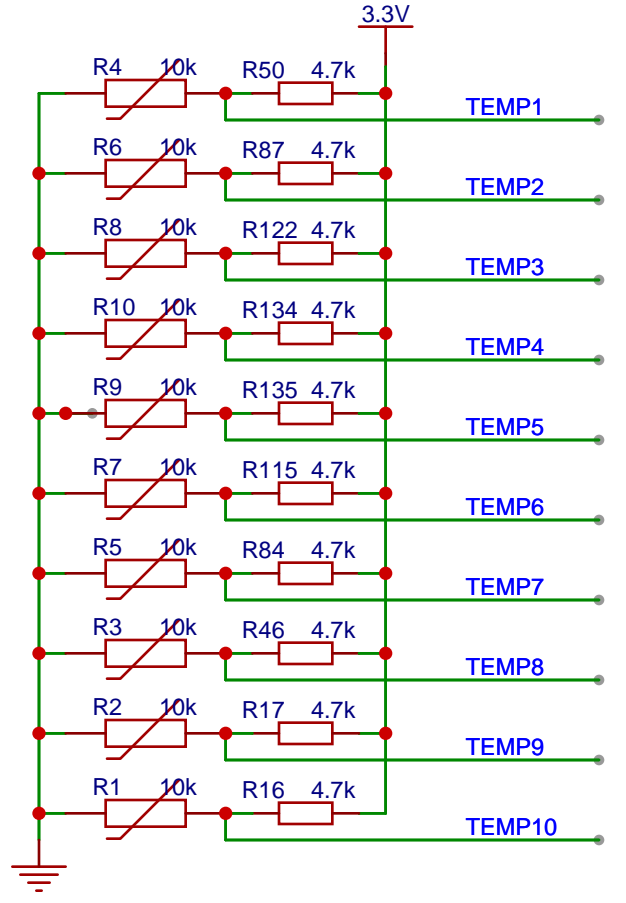 3.3V
R4 10k R50 4.7k
TEMP1
R6 10k R87 4.7k
TEMP2
R8 10k R122 4.7k
TEMP3
R10 10k R134 4.7k
TEMP4
R9 10k R135 4.7k
TEMP5
R7 10k R115 4.7k
TEMP6
R5 10k R84 4.7k
TEMP7
R3 10k R46 4.7k
TEMP8
R2 10k R17 4.7k
TEMP9
R1 10k R16 4.7k
TEMP10